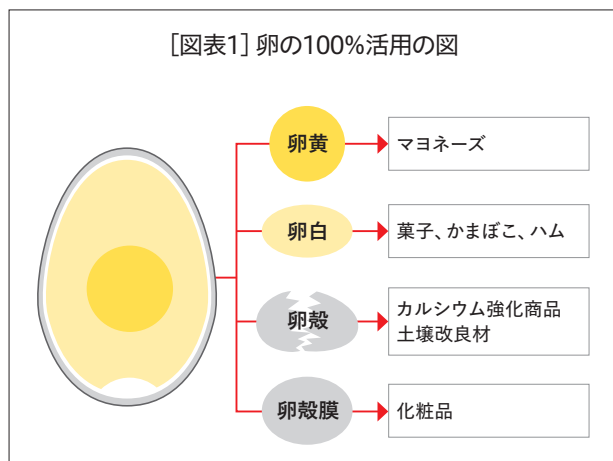 ［図表1］卵の100%活用の図
卵黄
マヨネーズ
卵白
菓子、かまぼこ、ハム
卵殻
カルシウム強化商品
土壌改良材
卵殻膜
化粧品